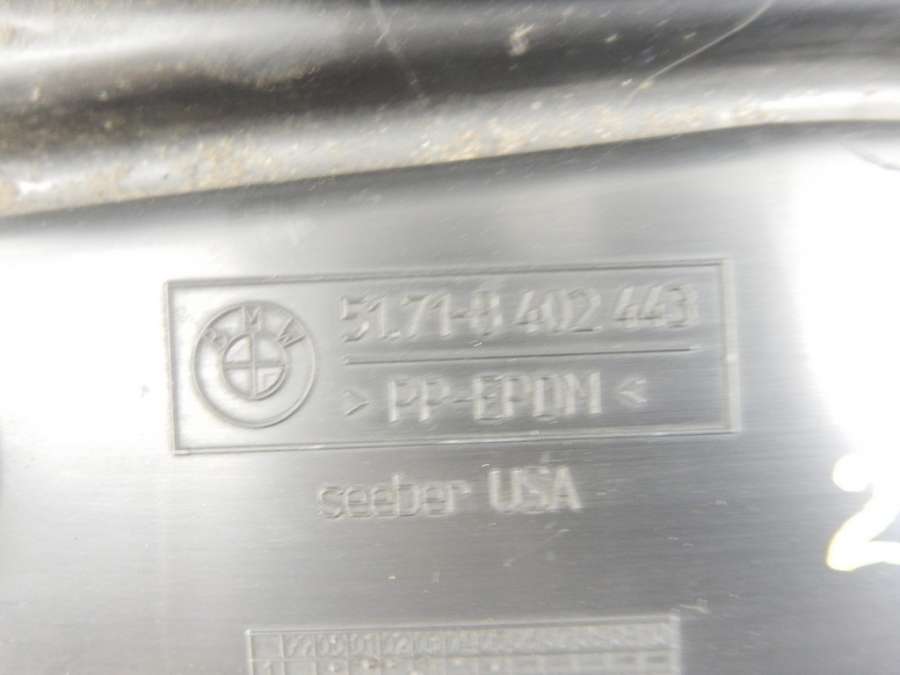 BMW
51.71-8 402 443
> PP-EPDM <
seeber USA